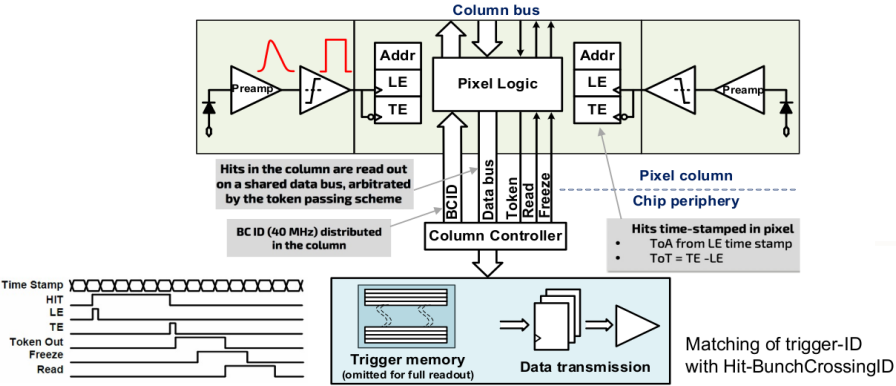 Column bus
Addr
LE
TE
Preamp
Pixel Logic
Addr
LE
TE
Preamp
Hits in the column are read out
on a shared data bus, arbitrated
by the token passing scheme
BC ID (40 MHz) distributed
in the column
BCID
Data bus
Token
Read
Freeze
Pixel column
Chip periphery
Column Controller
Hits time-stamped in pixel
• ToA from LE time stamp
• ToT = TE -LE
Time Stamp
HIT
LE
TE
Token Out
Freeze
Read
Trigger memory
(omitted for full readout)
Data transmission
Matching of trigger-ID
with Hit-BunchCrossingID